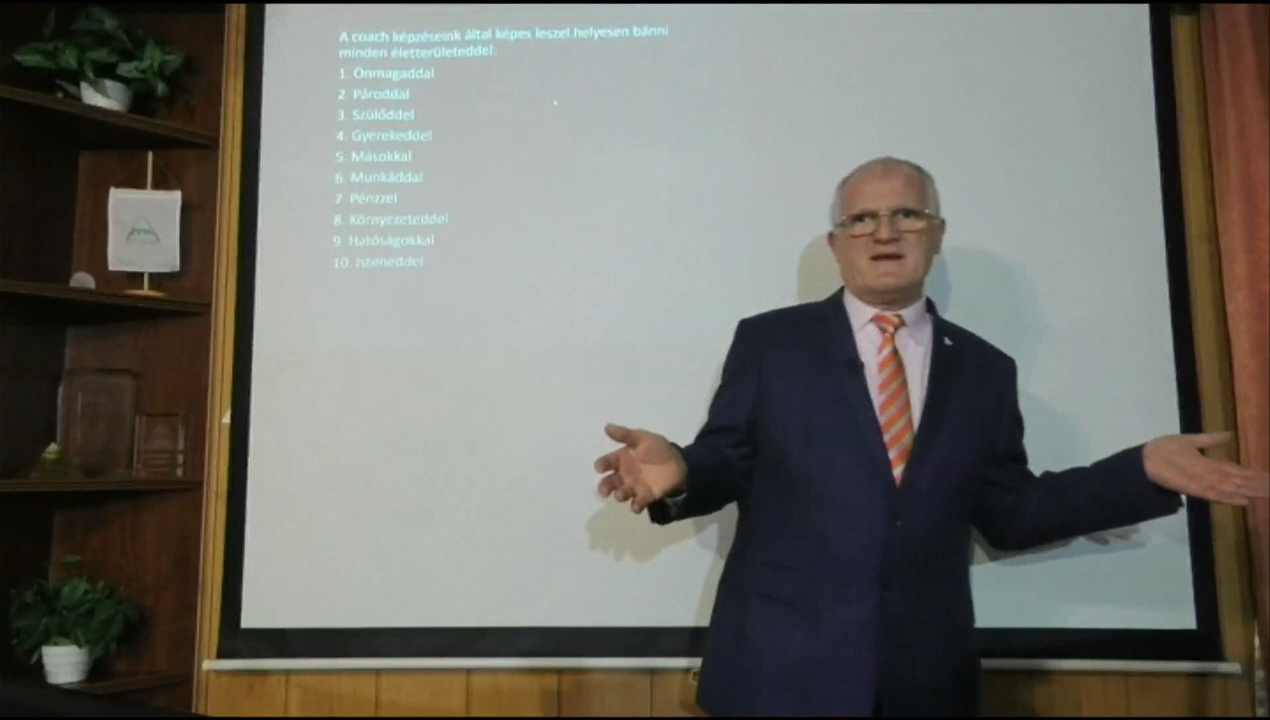 A coach képzéseink által képes leszel helyesen bánni
minden életterületeddel:
1. Önmagaddal
2. Pároddal
3. Szülőddel
4. Gyerekeddel
5. Másokkal
6. Munkáddal
7 Pénzzel
8. Környezeteddel
9 Hatóságokkal
10. Isteneddel